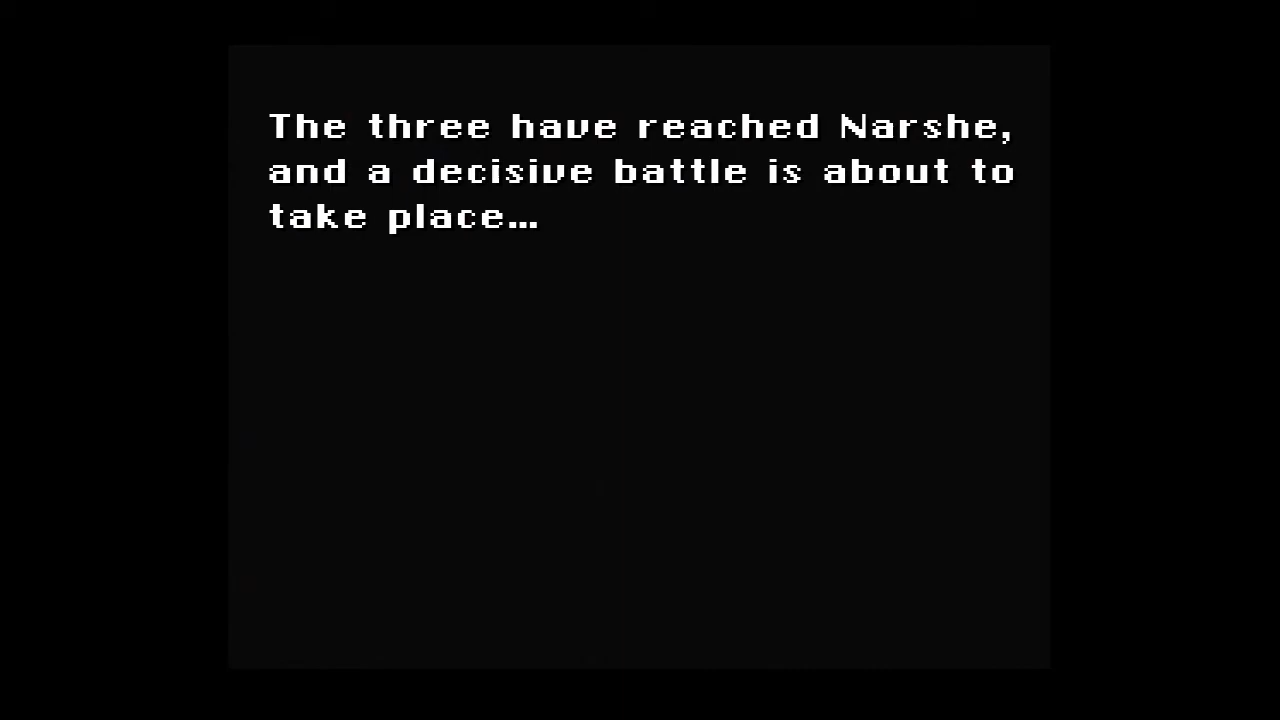 The three have reached Narshe,
and a decisive battle is about to
take place…